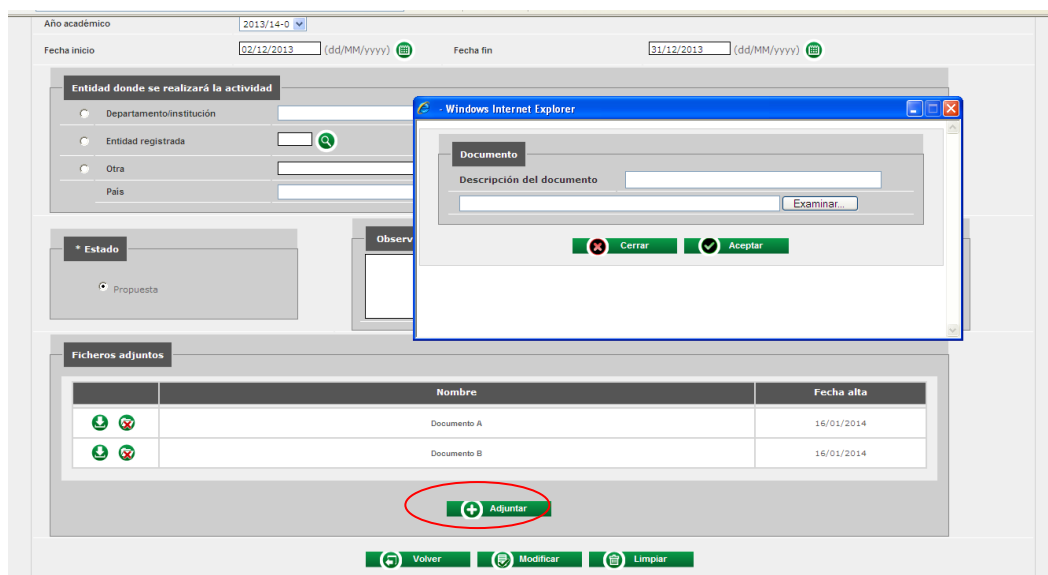 Año académico 2013/14-0
Fecha inicio 02/12/2013 (dd/MM/yyyy) Fecha fin 31/12/2013 (dd/MM/yyyy)
Entidad donde se realizará la actividad
Departamento/institución
Entidad registrada
Otra
País
- Windows Internet Explorer
Documento
Descripción del documento
Examinar...
Cerrar Aceptar
* Estado
Propuesta
Observ
Ficheros adjuntos
Nombre Fecha alta
Documento A 16/01/2014
Documento B 16/01/2014
Adjuntar
Volver Modificar Limpiar